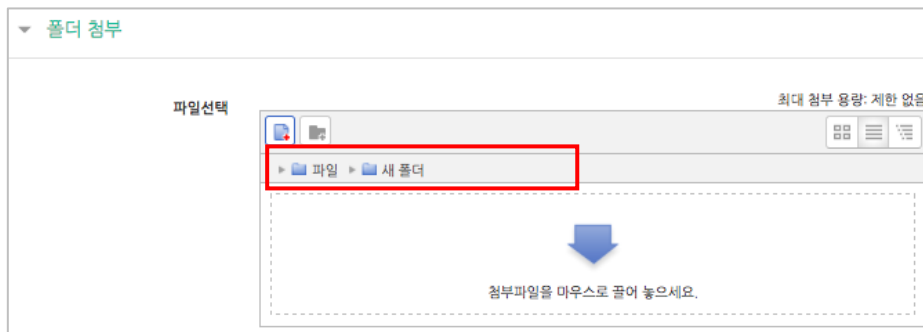 폴더 첨부
최대 첨부 용량: 제한 없음
파일선택
파일 새 폴더
첨부파일을 마우스로 끌어 놓으세요.